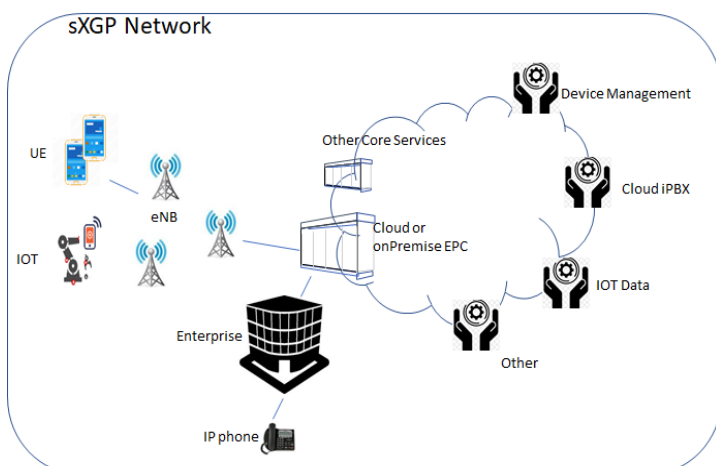 sXGP Network
Device Management
Other Core Services
UE
Cloud iPBX
eNB
Cloud or
onPremise EPC
IOT
IOT Data
Enterprise
Other
IP phone